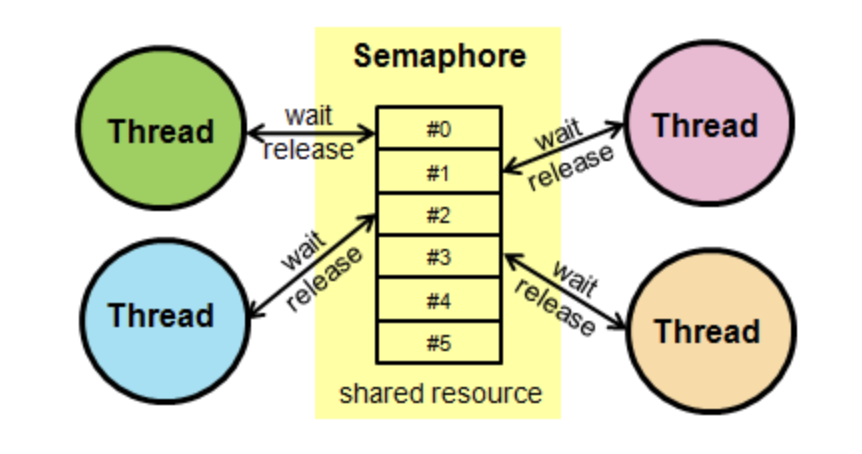 Semaphore
Thread
wait
release
#0
#1
#2
#3
#4
#5
wait
release
Thread
Thread
wait
release
wait
release
Thread
shared resource